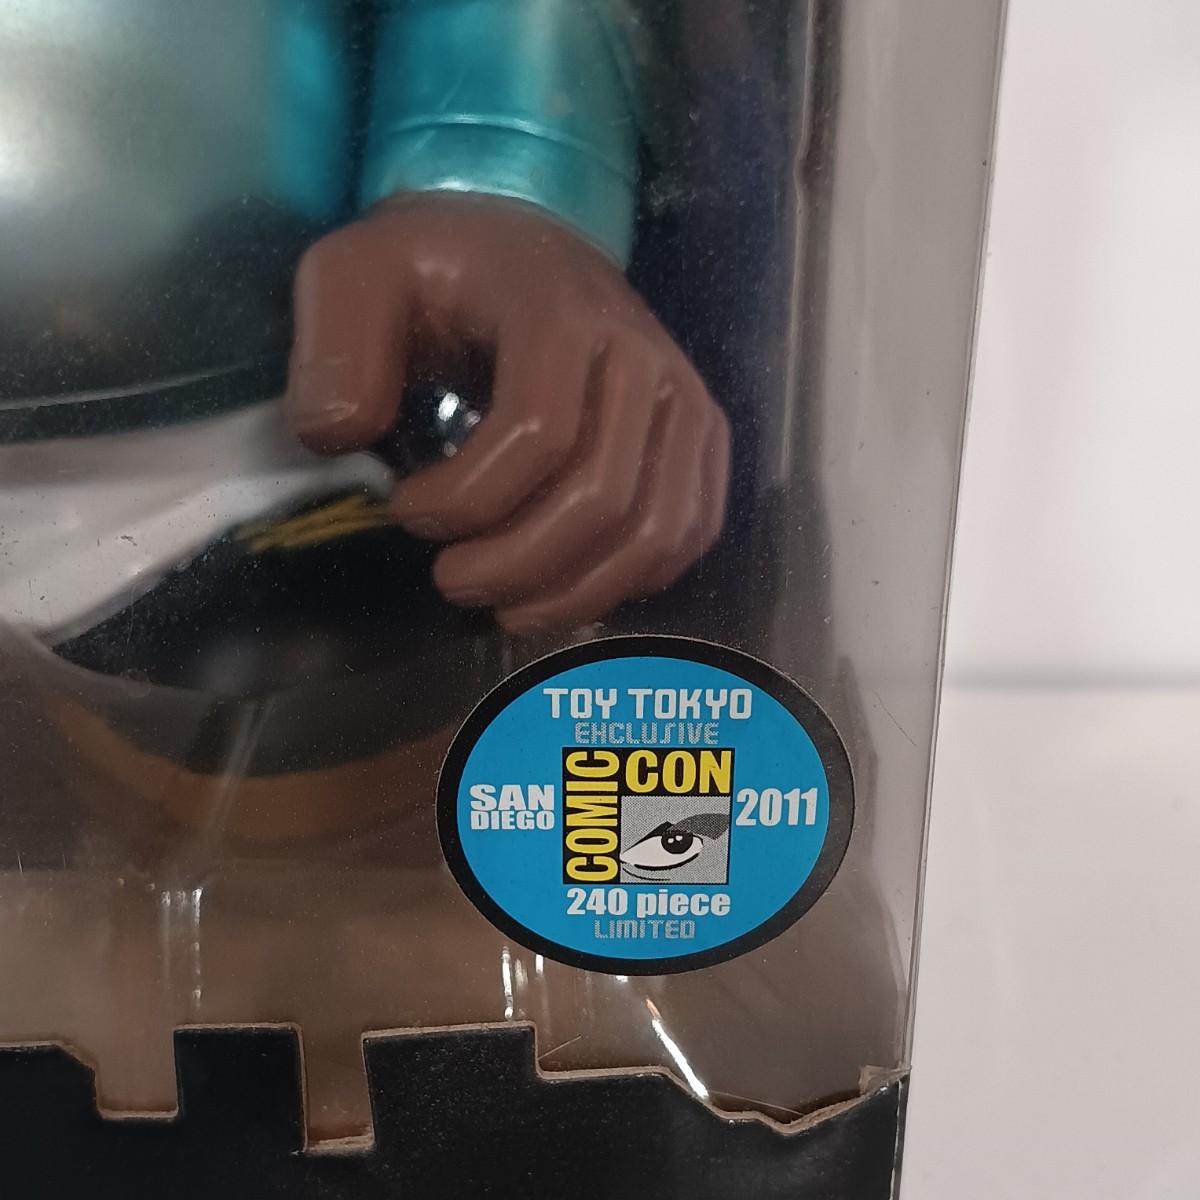 TOY TOKYO
EXCLUSIVE
COMIC CON
SAN DIEGO
2011
240 piece
LIMITED